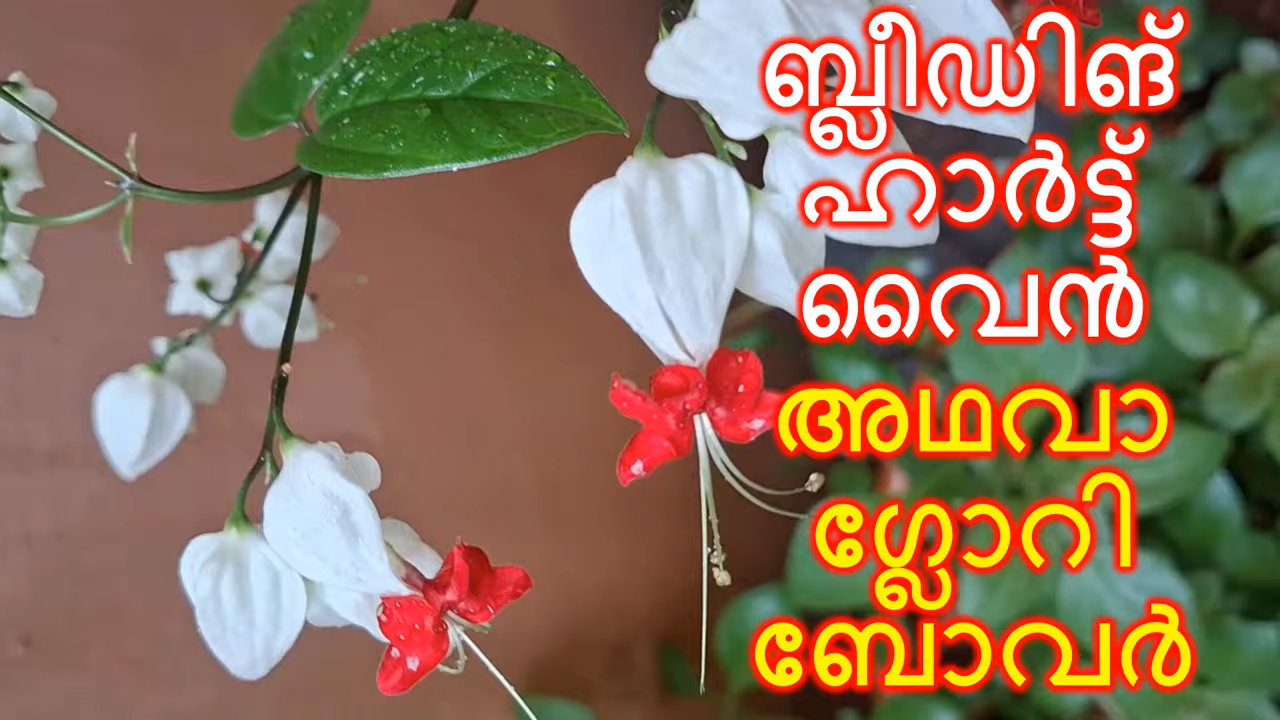 ബ്ലീഡിങ്
ഹാർട്ട്
വൈൻ
അഥവാ
ഗ്ലോറി
ബോവർ